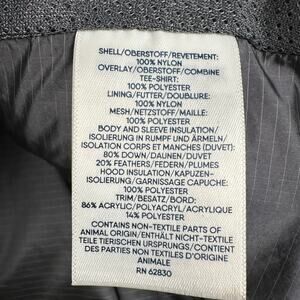 SHELL/OBERSTOFF/REVETEMENT:
100% NYLON
OVERLAY/OBERSTOFF/COMBINE
TEE-SHIRT:
100% POLYESTER
LINING/FUTTER/DOUBLURE:
100% NYLON
MESH/NETZSTOFF/MAILLE:
100% POLYESTER
BODY AND SLEEVE INSULATION/
ISOLIERUNG IN RUMPF UND ÄRMELN/
ISOLATION CORPS ET MANCHES (DUVET):
80% DOWN/DAUNEN/DUVET
20% FEATHERS/FEDERN/PLUMES
HOOD INSULATION/KAPUZEN-
ISOLIERUNG/GARNISSAGE CAPUCHE:
100% POLYESTER
TRIM/BESATZ/BORD:
86% ACRYLIC/POLYACRYL/ACRYLIQUE
14% POLYESTER
CONTAINS NON-TEXTILE PARTS OF
ANIMAL ORIGIN/ENTHÄLT NICHT-TEXTILE
TEILE TIERISCHEN URSPRUNGS/CONTIENT
DES PARTIES NON TEXTILES D'ORIGINE
ANIMALE
RN 62830